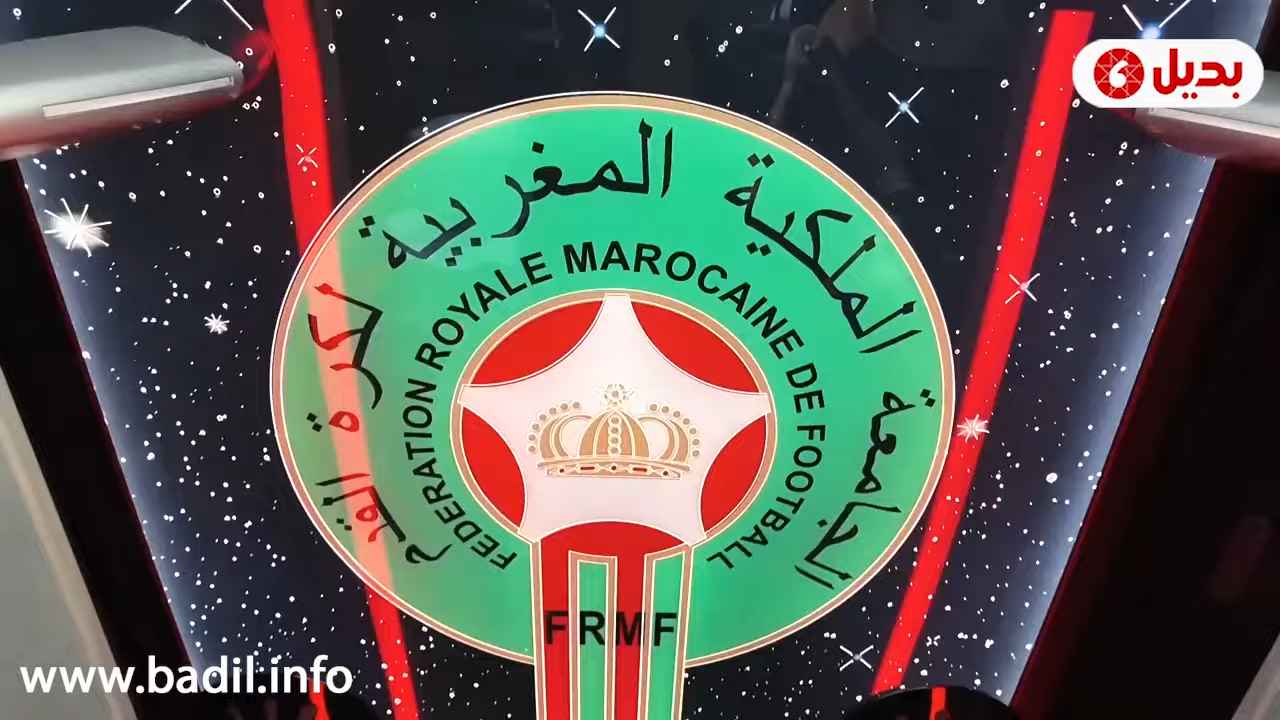 بديل
الجامعة الملكية المغربية لكرة القدم
FEDERATION ROYALE MAROCAINE DE FOOTBALL
FRMF
www.badil.info